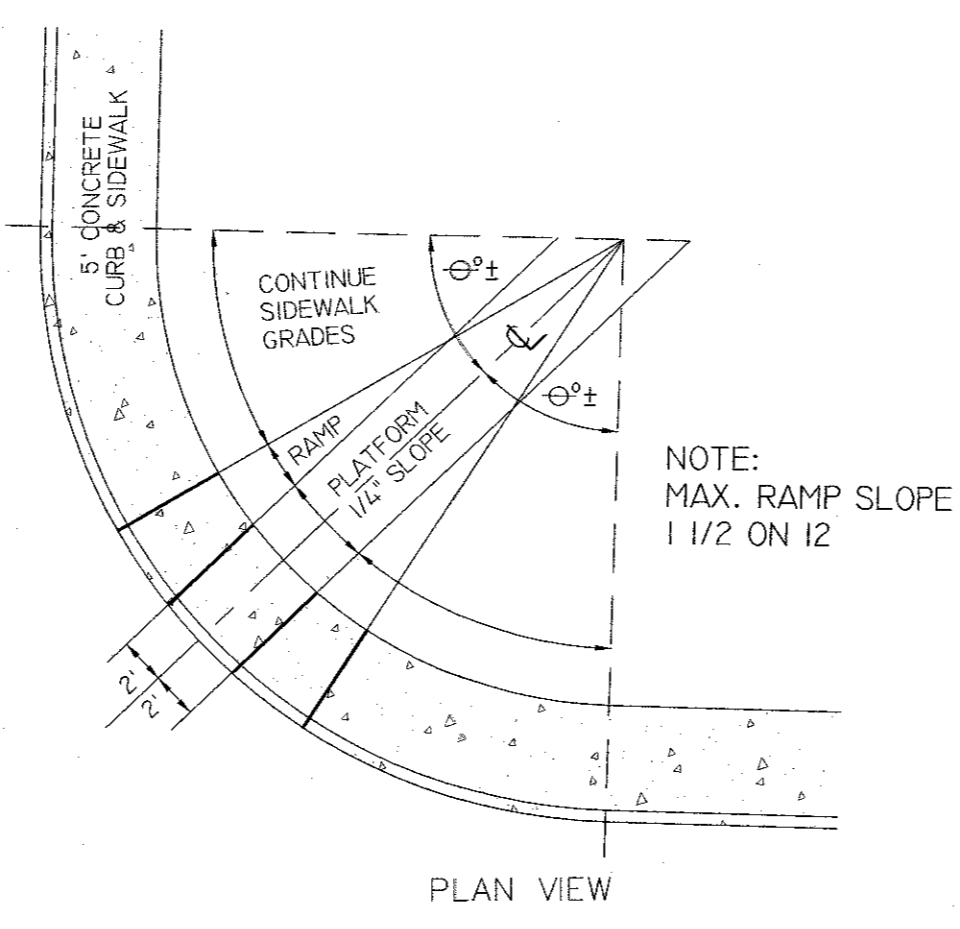 5' CONCRETE
CURB & SIDEWALK
CONTINUE
SIDEWALK
GRADES
Θ°±
℄
Θ°±
RAMP
PLATFORM
1/4" SLOPE
NOTE:
MAX. RAMP SLOPE
1 1/2 ON 12
2'
2'
PLAN VIEW